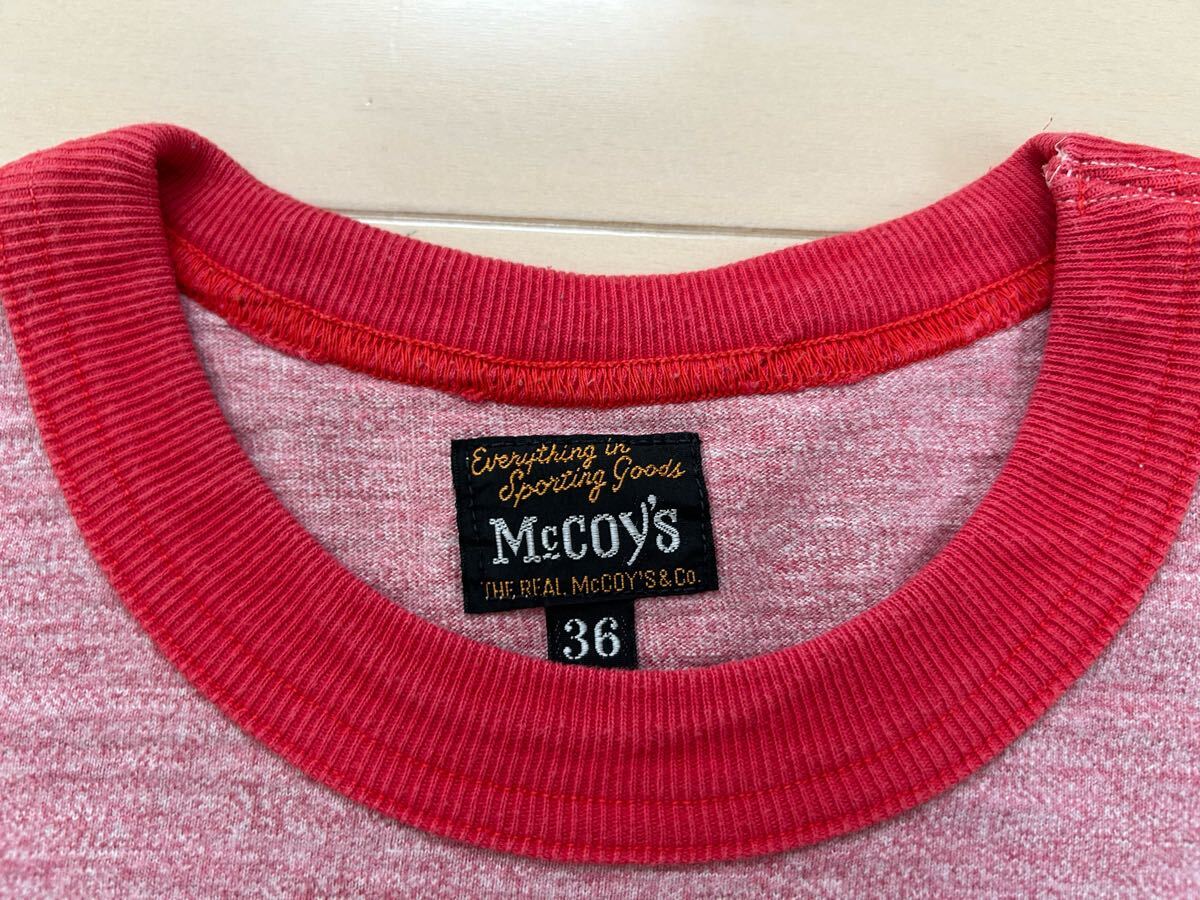 Everything in
Sporting Goods
McCOY'S
THE REAL McCOY'S & Co.
36